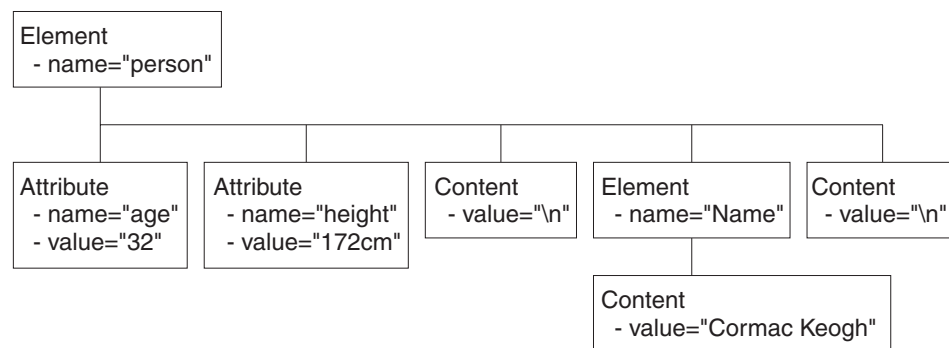 Element
- name="person"
Attribute
- name="age"
- value="32"
Attribute
- name="height"
- value="172cm"
Content
- value="\n"
Element
- name="Name"
Content
- value="\n"
Content
- value="Cormac Keogh"